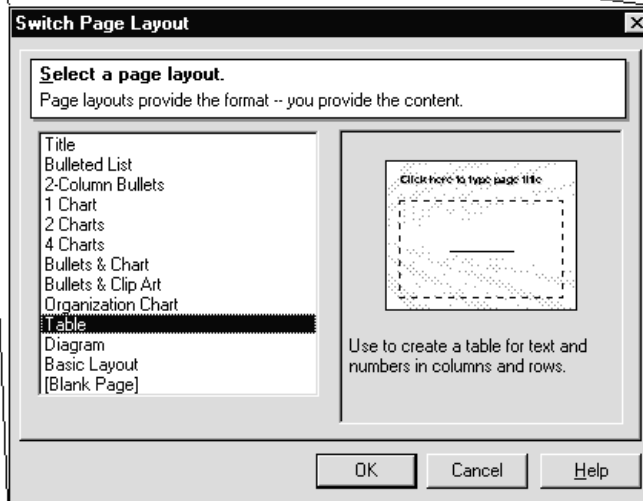 Switch Page Layout
Select a page layout.
Page layouts provide the format -- you provide the content.
Title
Bulleted List
2-Column Bullets
1 Chart
2 Charts
4 Charts
Bullets & Chart
Bullets & Clip Art
Organization Chart
Table
Diagram
Basic Layout
[Blank Page]
Click here to type page title
Use to create a table for text and
numbers in columns and rows.
OK
Cancel
Help